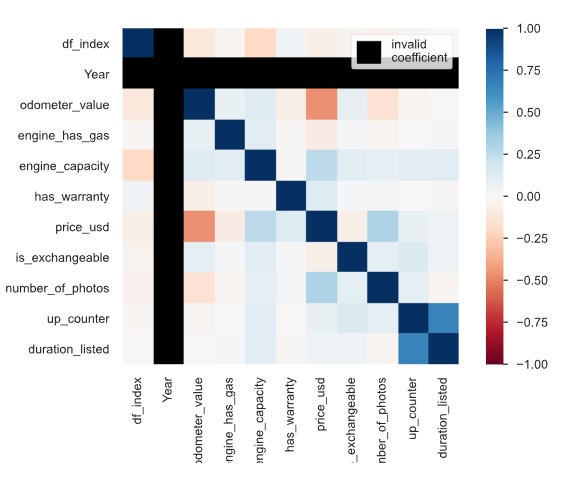 df_index
Year
odometer_value
engine_has_gas
engine_capacity
has_warranty
price_usd
is_exchangeable
number_of_photos
up_counter
duration_listed
invalid
coefficient
1.00
0.75
0.50
0.25
0.00
−0.25
−0.50
−0.75
−1.00
df_index
Year
odometer_value
ngine_has_gas
engine_capacity
has_warranty
price_usd
_exchangeable
nber_of_photos
up_counter
duration_listed